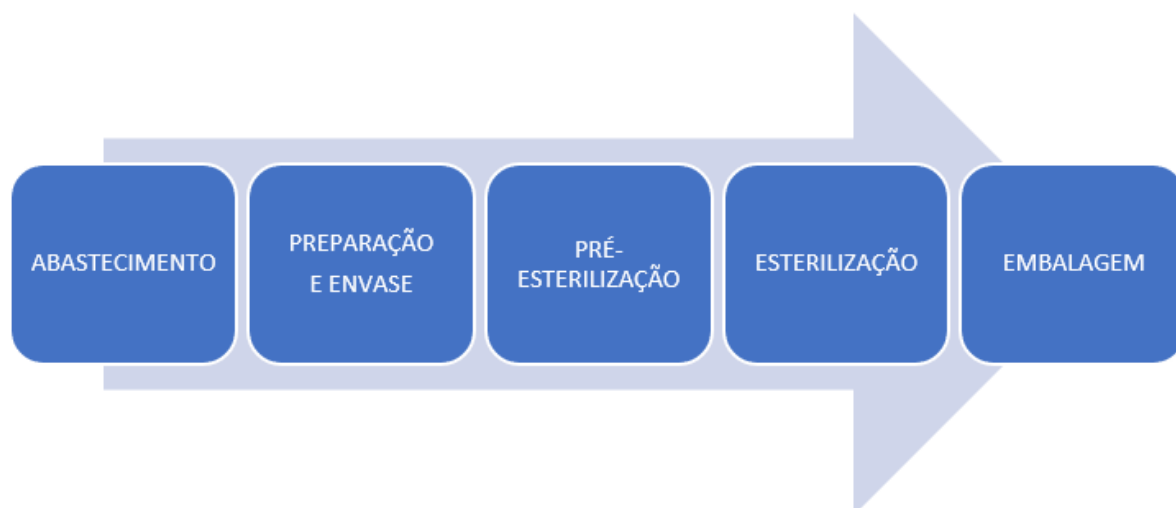 ABASTECIMENTO
PREPARAÇÃO
E ENVASE
PRÉ-
ESTERILIZAÇÃO
ESTERILIZAÇÃO
EMBALAGEM